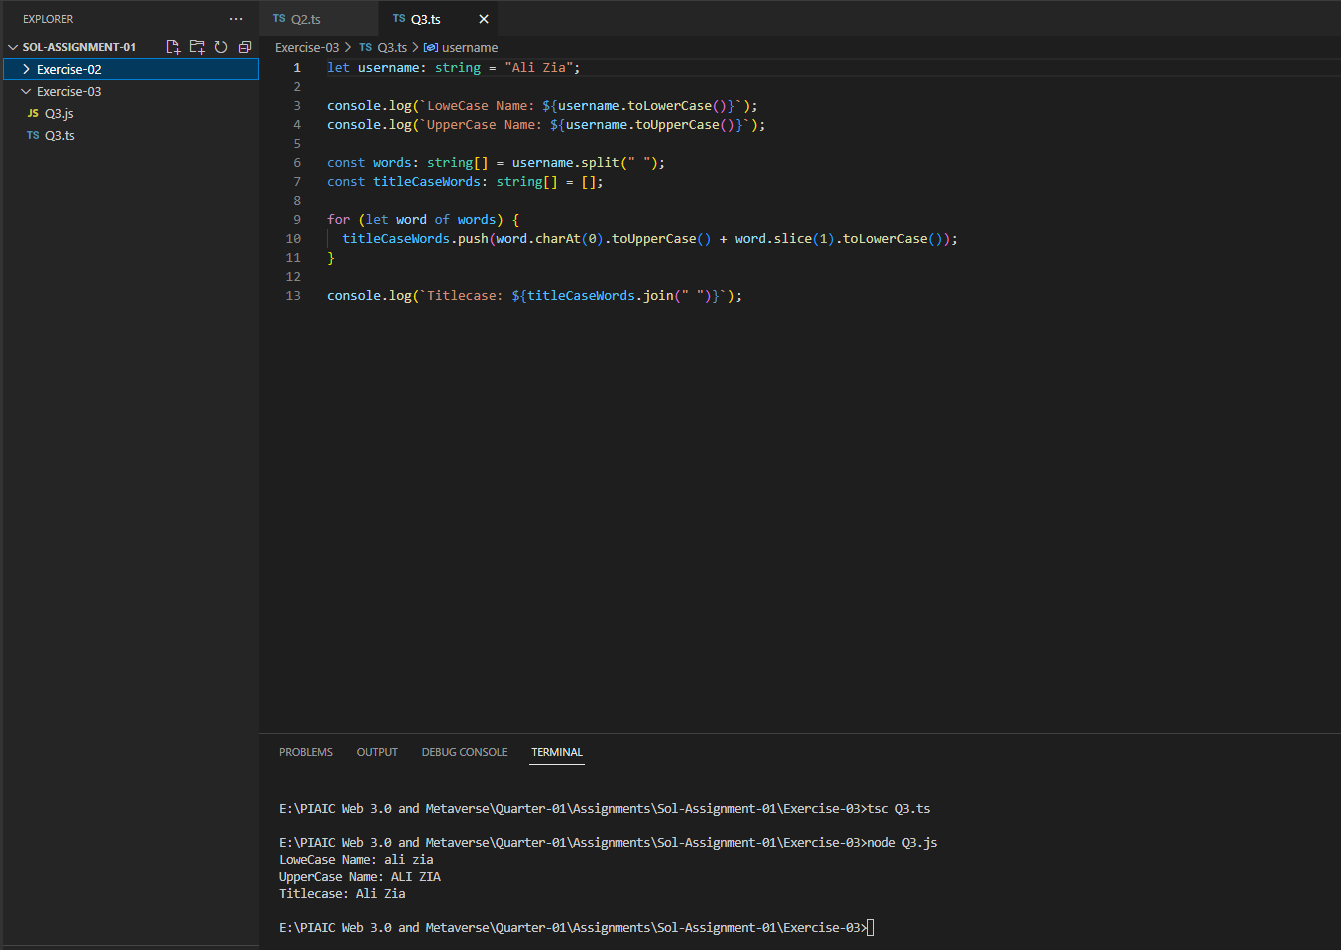 EXPLORER
···
SOL-ASSIGNMENT-01
Exercise-02
Exercise-03
JS Q3.js
TS Q3.ts
TS Q2.ts
TS Q3.ts
Exercise-03 > TS Q3.ts > username
1 let username: string = "Ali Zia";
2
3 console.log(`LoweCase Name: ${username.toLowerCase()}`);
4 console.log(`UpperCase Name: ${username.toUpperCase()}`);
5
6 const words: string[] = username.split(" ");
7 const titleCaseWords: string[] = [];
8
9 for (let word of words) {
10   titleCaseWords.push(word.charAt(0).toUpperCase() + word.slice(1).toLowerCase());
11 }
12
13 console.log(`Titlecase: ${titleCaseWords.join(" ")}`);
PROBLEMS OUTPUT DEBUG CONSOLE TERMINAL
E:\PIAIC Web 3.0 and Metaverse\Quarter-01\Assignments\Sol-Assignment-01\Exercise-03>tsc Q3.ts
E:\PIAIC Web 3.0 and Metaverse\Quarter-01\Assignments\Sol-Assignment-01\Exercise-03>node Q3.js
LoweCase Name: ali zia
UpperCase Name: ALI ZIA
Titlecase: Ali Zia
E:\PIAIC Web 3.0 and Metaverse\Quarter-01\Assignments\Sol-Assignment-01\Exercise-03>